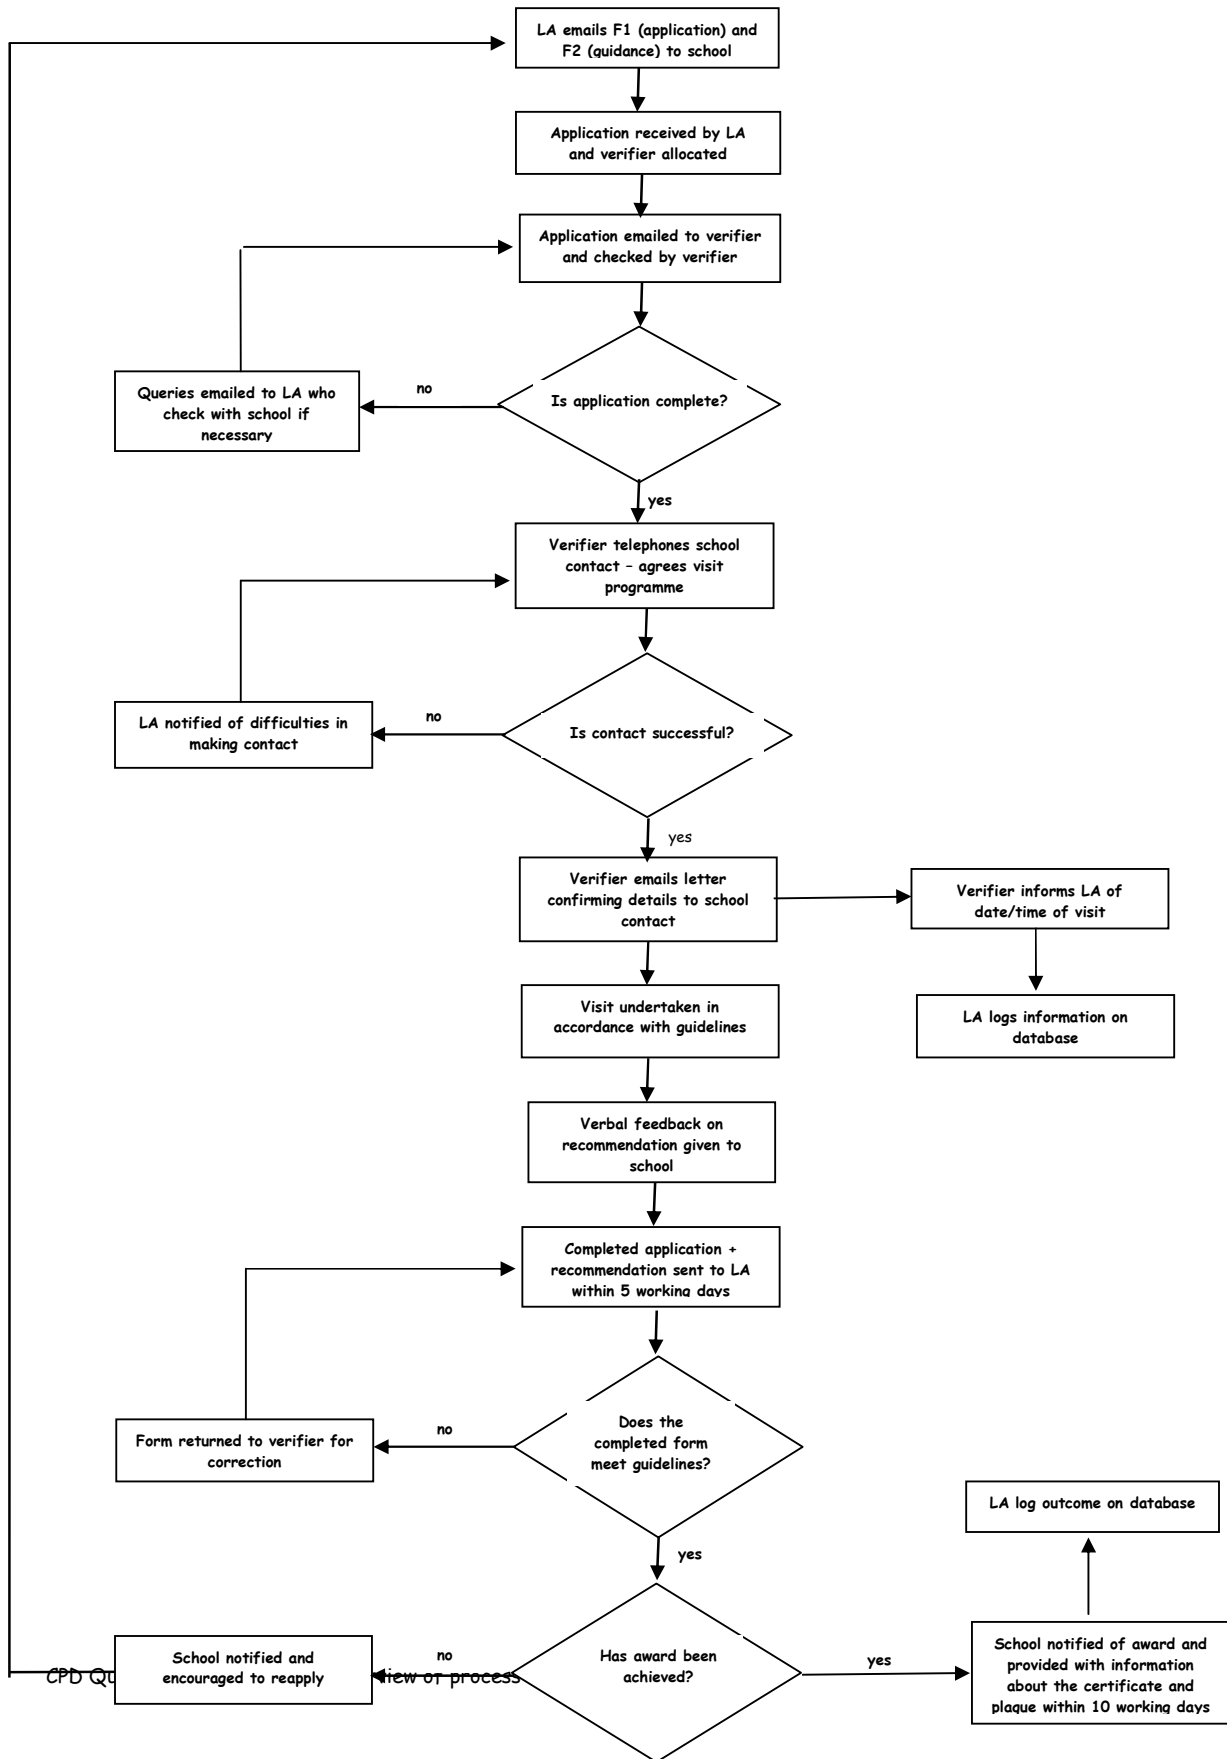 LA emails F1 (application) and
F2 (guidance) to school
Application received by LA
and verifier allocated
Application emailed to verifier
and checked by verifier
Is application complete?
no
Queries emailed to LA who
check with school if
necessary
yes
Verifier telephones school
contact – agrees visit
programme
Is contact successful?
no
LA notified of difficulties in
making contact
yes
Verifier emails letter
confirming details to school
contact
Verifier informs LA of
date/time of visit
LA logs information on
database
Visit undertaken in
accordance with guidelines
Verbal feedback on
recommendation given to
school
Completed application +
recommendation sent to LA
within 5 working days
Does the
completed form
meet guidelines?
no
Form returned to verifier for
correction
yes
LA log outcome on database
Has award been
achieved?
no
School notified and
encouraged to reapply
yes
School notified of award and
provided with information
about the certificate and
plaque within 10 working days
CPD of process